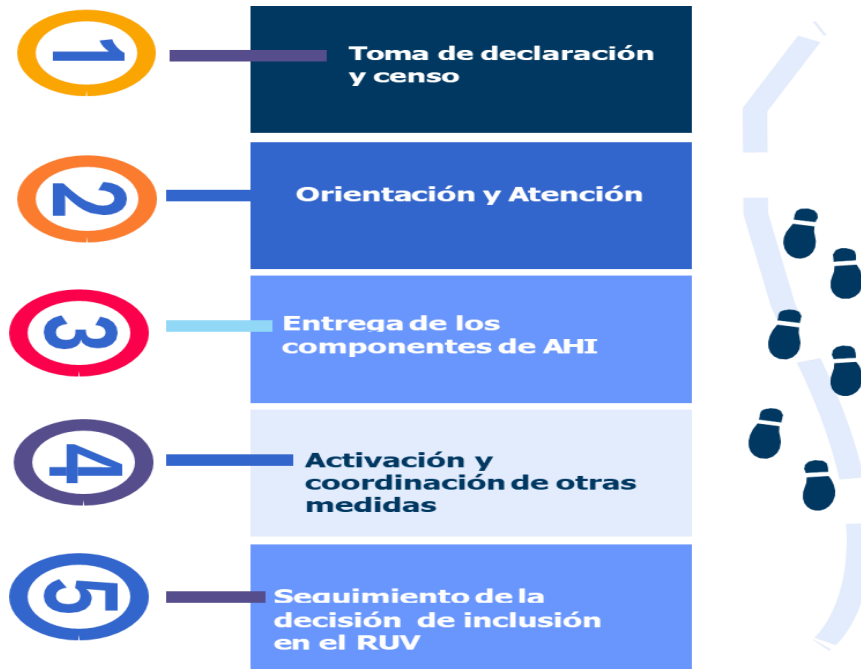 1
Toma de declaración
y censo
2
Orientación y Atención
3
Entrega de los
componentes de AHI
4
Activación y
coordinación de otras
medidas
5
Seguimiento de la
decisión de inclusión
en el RUV